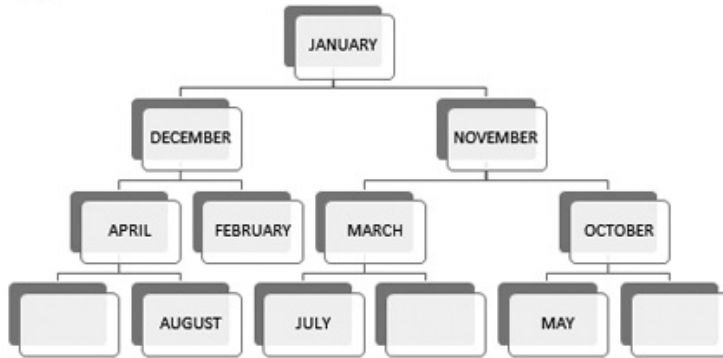 JANUARY
DECEMBER
NOVEMBER
APRIL
FEBRUARY
MARCH
OCTOBER
AUGUST
JULY
MAY